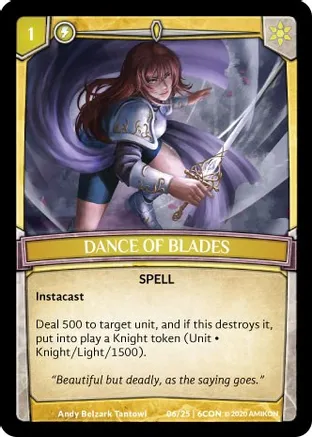 1
DANCE OF BLADES
SPELL
Instacast
Deal 500 to target unit, and if this destroys it,
put into play a Knight token (Unit •
Knight/Light/1500).
“Beautiful but deadly, as the saying goes.”
Andy Belzark Tantowi 06/25 | 6CON ©2020 AMIKON